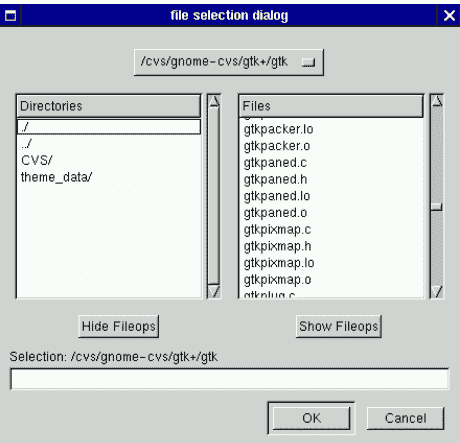 file selection dialog
/cvs/gnome-cvs/gtk+/gtk
Directories
./
../
CVS/
theme_data/
Files
gtkpacker.lo
gtkpacker.o
gtkpaned.c
gtkpaned.h
gtkpaned.lo
gtkpaned.o
gtkpixmap.c
gtkpixmap.h
gtkpixmap.lo
gtkpixmap.o
gtkplug.c
Hide Fileops
Show Fileops
Selection: /cvs/gnome-cvs/gtk+/gtk
OK
Cancel